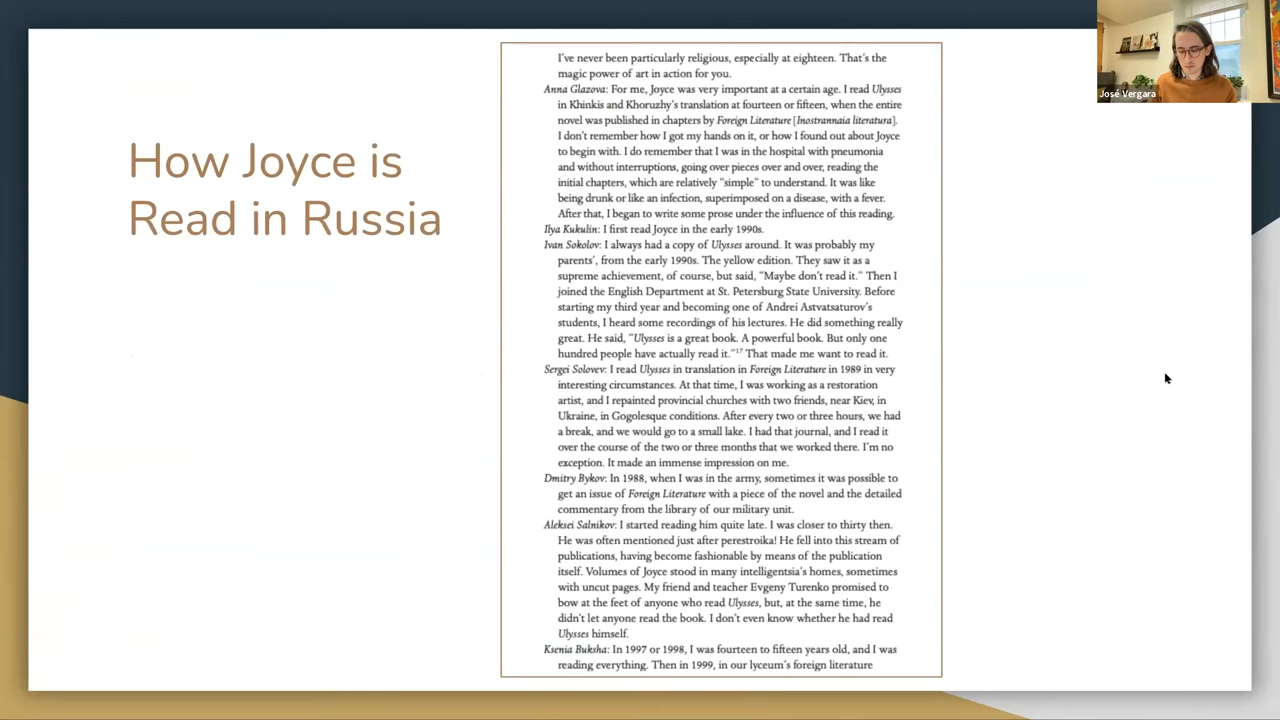 How Joyce is
Read in Russia
I've never been particularly religious, especially at eighteen. That's the
magic power of art in action for you.
Anna Glazova: For me, Joyce was very important at a certain age. I read Ulysses
in Khinkis and Khoruzhy's translation at fourteen or fifteen, when the entire
novel was published in chapters by Foreign Literature [Inostrannaia literatura].
I don't remember how I got my hands on it, or how I found out about Joyce
to begin with. I do remember that I was in the hospital with pneumonia
and without interruptions, going over pieces over and over, reading the
initial chapters, which are relatively "simple" to understand. It was like
being drunk or like an infection, superimposed on a disease, with a fever.
After that, I began to write some prose under the influence of this reading.
Ilya Kukulin: I first read Joyce in the early 1990s.
Ivan Sokolov: I always had a copy of Ulysses around. It was probably my
parents', from the early 1990s. The yellow edition. They saw it as a
supreme achievement, of course, but said, "Maybe don't read it." Then I
joined the English Department at St. Petersburg State University. Before
starting my third year and becoming one of Andrei Astvatsaturov's
students, I heard some recordings of his lectures. He did something really
great. He said, "Ulysses is a great book. A powerful book. But only one
hundred people have actually read it."17 That made me want to read it.
Sergei Solovev: I read Ulysses in translation in Foreign Literature in 1989 in very
interesting circumstances. At that time, I was working as a restoration
artist, and I repainted provincial churches with two friends, near Kiev, in
Ukraine, in Gogolesque conditions. After every two or three hours, we had
a break, and we would go to a small lake. I had that journal, and I read it
over the course of the two or three months that we worked there. I'm no
exception. It made an immense impression on me.
Dmitry Bykov: In 1988, when I was in the army, sometimes it was possible to
get an issue of Foreign Literature with a piece of the novel and the detailed
commentary from the library of our military unit.
Aleksei Salnikov: I started reading him quite late. I was closer to thirty then.
He was often mentioned just after perestroika! He fell into this stream of
publications, having become fashionable by means of the publication
itself. Volumes of Joyce stood in many intelligentsia's homes, sometimes
with uncut pages. My friend and teacher Evgeny Turenko promised to
bow at the feet of anyone who read Ulysses, but, at the same time, he
didn't let anyone read the book. I don't even know whether he had read
Ulysses himself.
Ksenia Buksha: In 1997 or 1998, I was fourteen to fifteen years old, and I was
reading everything. Then in 1999, in our lyceum's foreign literature
José Vergara